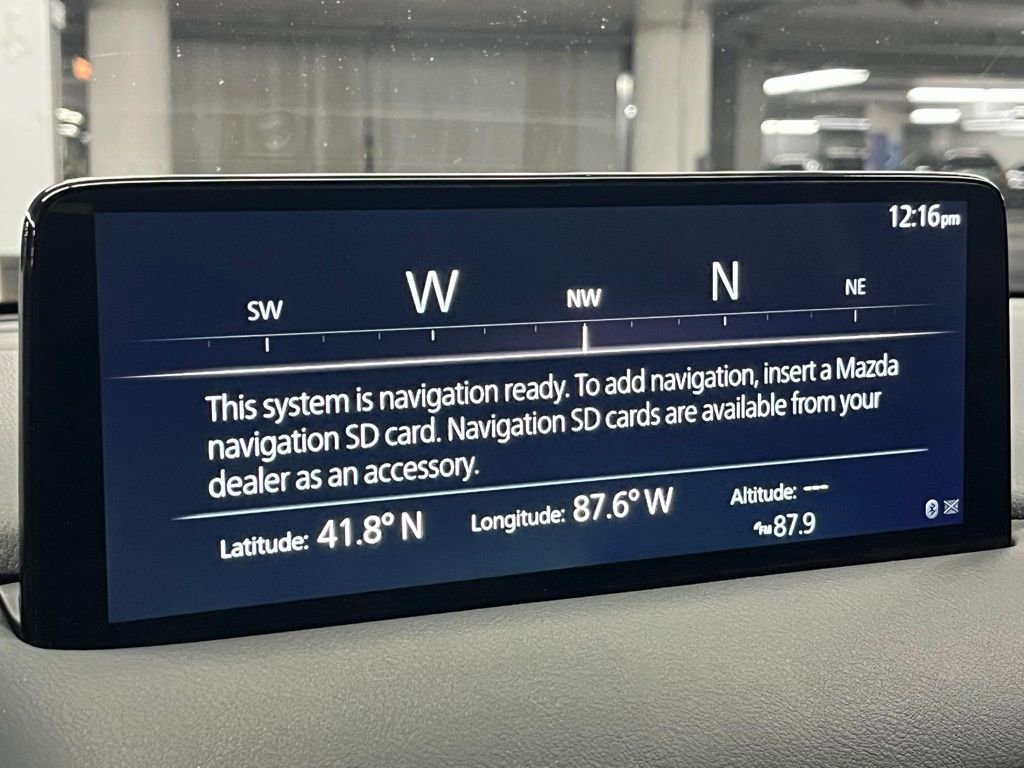 12:16pm
SW W NW N NE
This system is navigation ready. To add navigation, insert a Mazda
navigation SD card. Navigation SD cards are available from your
dealer as an accessory.
Latitude: 41.8° N Longitude: 87.6° W Altitude: ---
FM 87.9